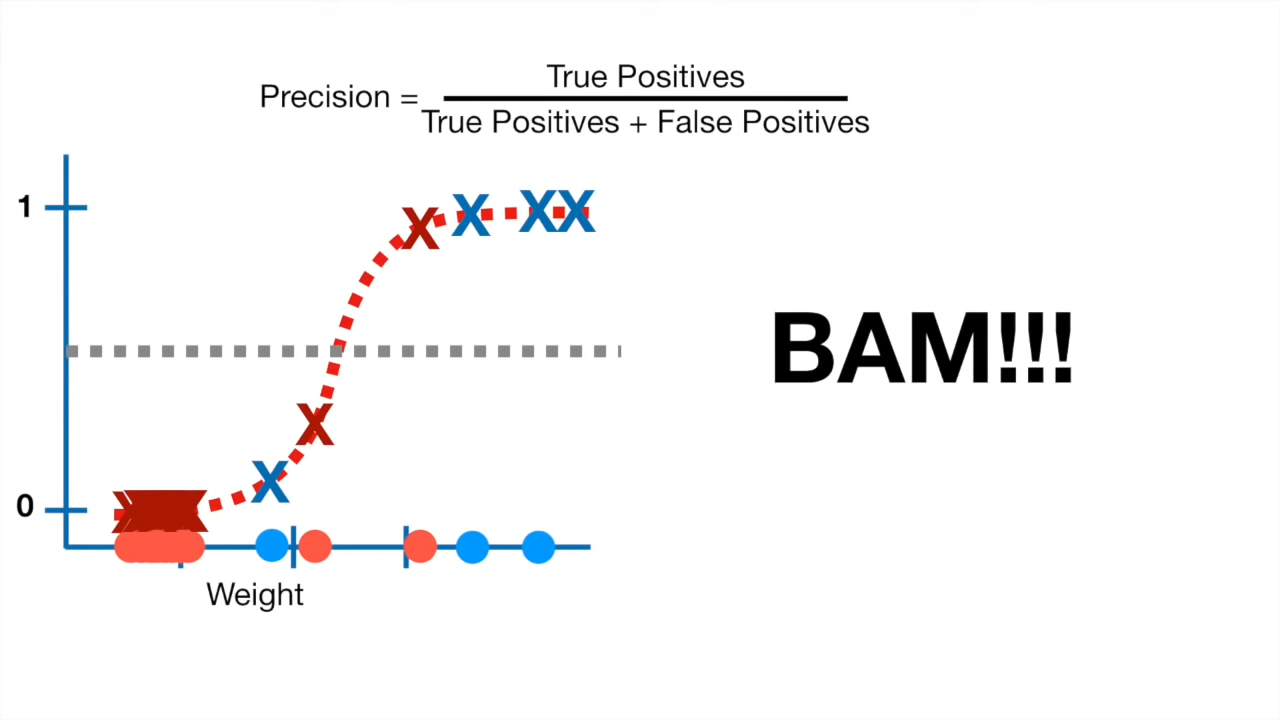 Precision = True Positives
True Positives + False Positives
1
BAM!!!
0
Weight